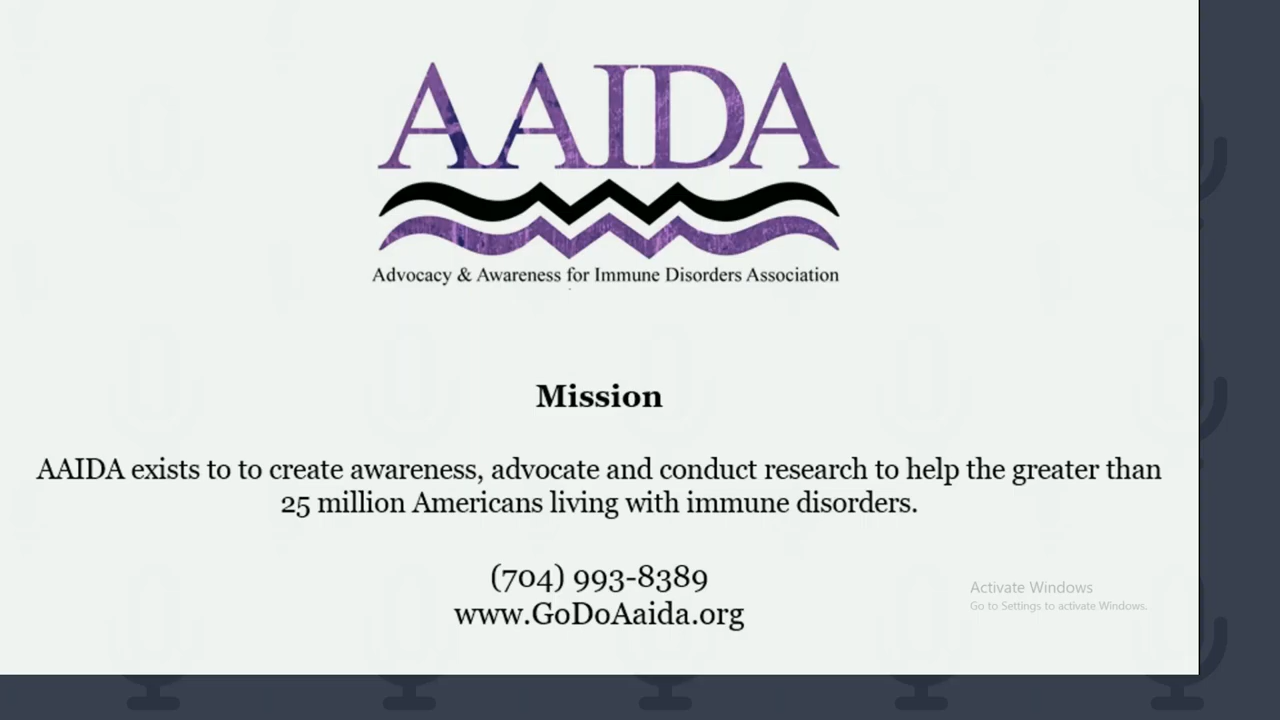 AAIDA
Advocacy & Awareness for Immune Disorders Association
Mission
AAIDA exists to to create awareness, advocate and conduct research to help the greater than
25 million Americans living with immune disorders.
(704) 993-8389
www.GoDoAaida.org
Activate Windows
Go to Settings to activate Windows.